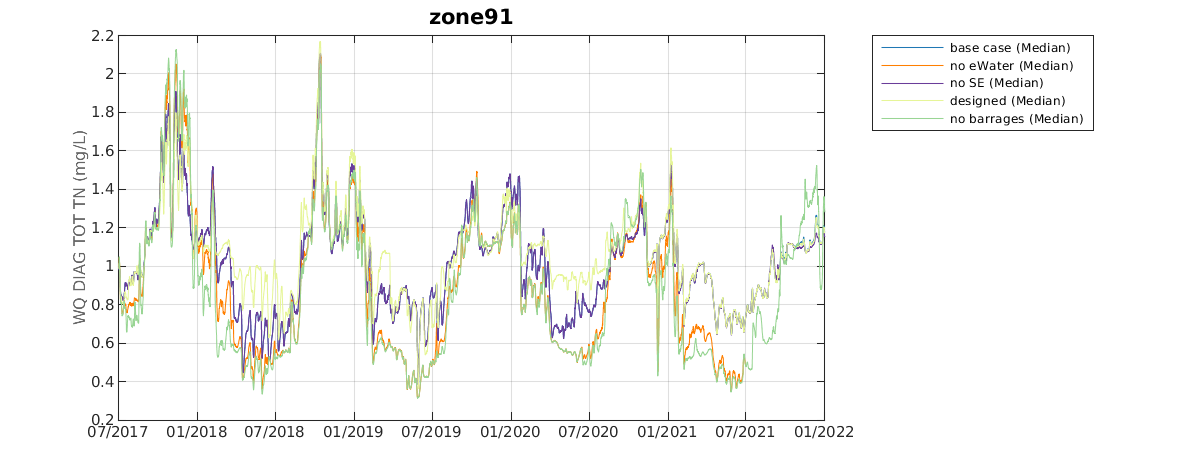 zone91
WQ DIAG TOT TN (mg/L)
2.2
2
1.8
1.6
1.4
1.2
1
0.8
0.6
0.4
0.2
07/2017 01/2018 07/2018 01/2019 07/2019 01/2020 07/2020 01/2021 07/2021 01/2022
base case (Median)
no eWater (Median)
no SE (Median)
designed (Median)
no barrages (Median)